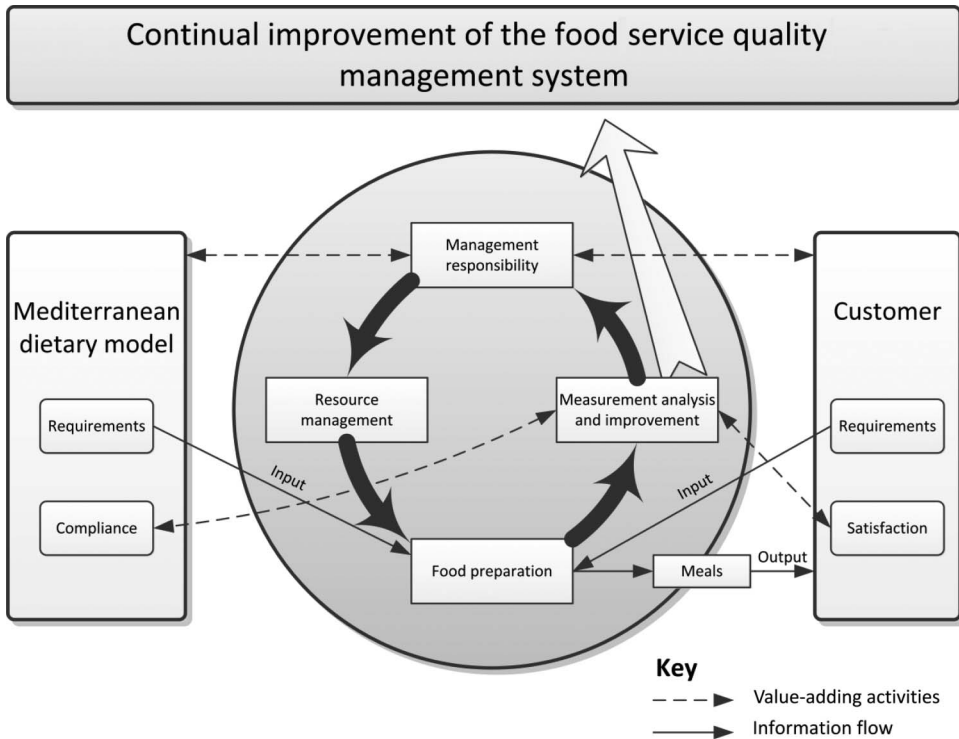 Continual improvement of the food service quality
management system
Management
responsibility
Mediterranean
dietary model
Customer
Resource
management
Measurement analysis
and improvement
Requirements
Requirements
Input
Input
Compliance
Satisfaction
Food preparation
Meals
Output
Key
Value-adding activities
Information flow